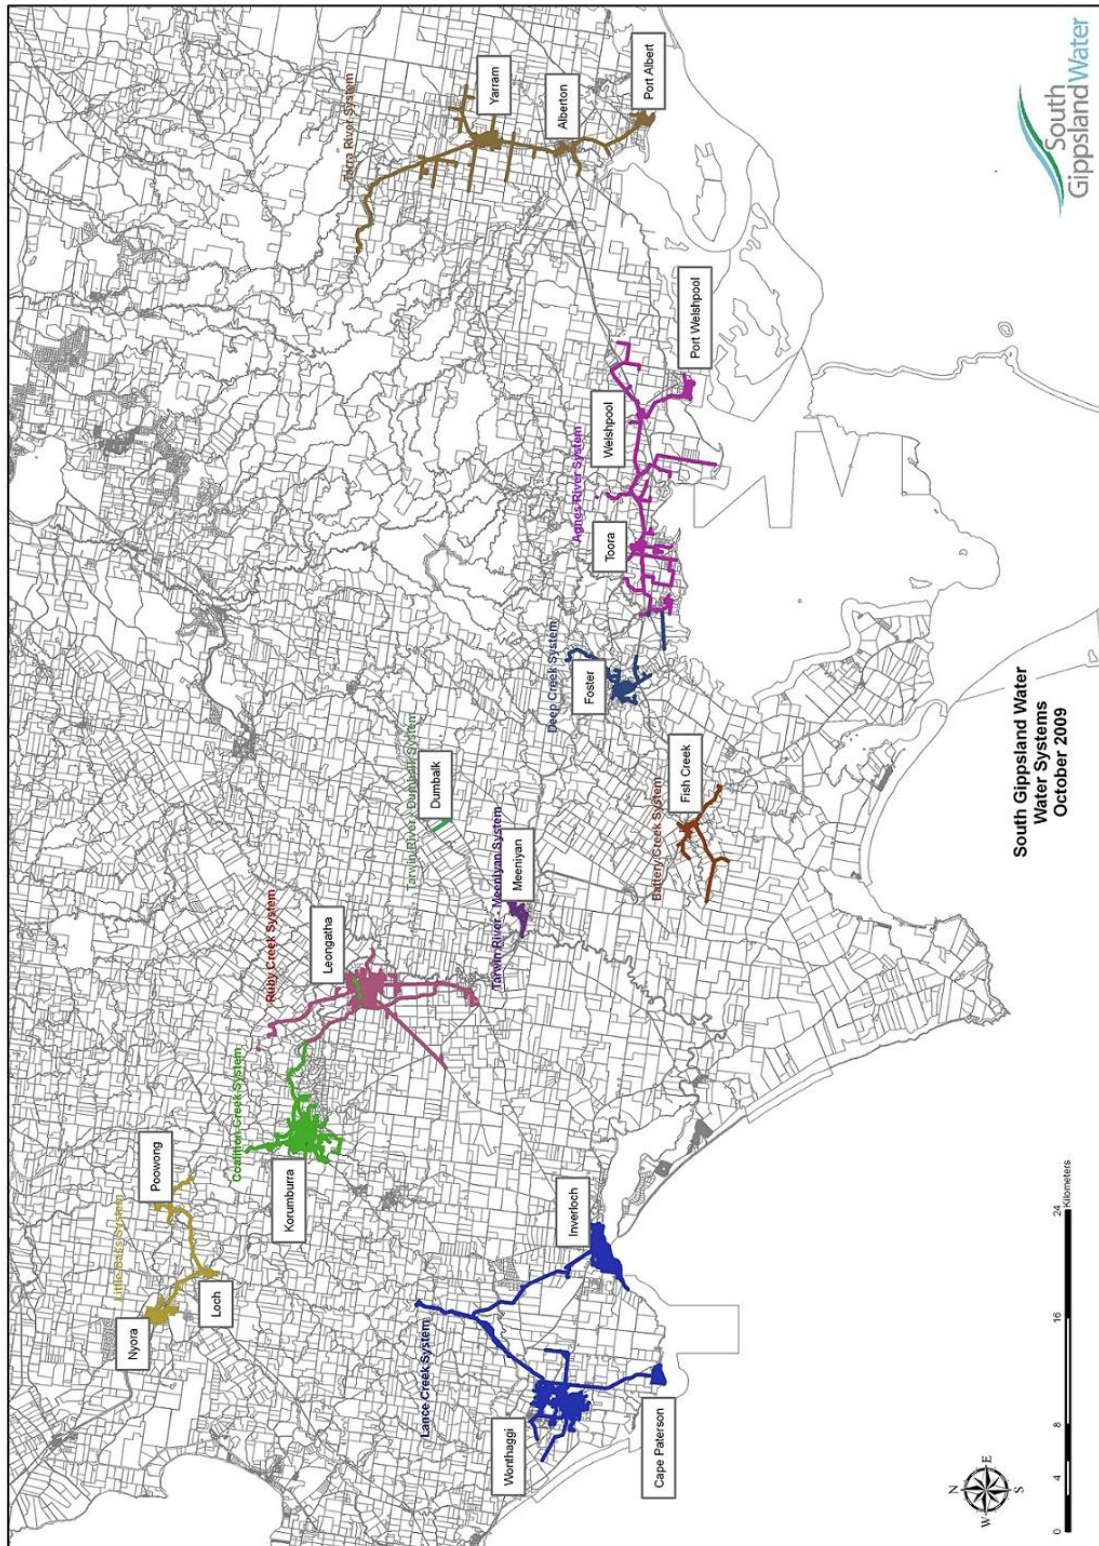 Tarra River System
Yarram
Alberton
Port Albert
Port Welshpool
Welshpool
Agnes River System
Toora
Deep Creek System
Foster
Fish Creek
Battery Creek System
Tarwin River - Dumbalk System
Dumbalk
Tarwin River - Meeniyan System
Meeniyan
Ruby Creek System
Leongatha
Coalition Creek System
Korumburra
Little Bass System
Poowong
Loch
Nyora
Lance Creek System
Inverloch
Wonthaggi
Cape Paterson
South
Gippsland Water
South Gippsland Water
Water Systems
October 2009
N
E
S
W
0 4 8 16 24
Kilometers